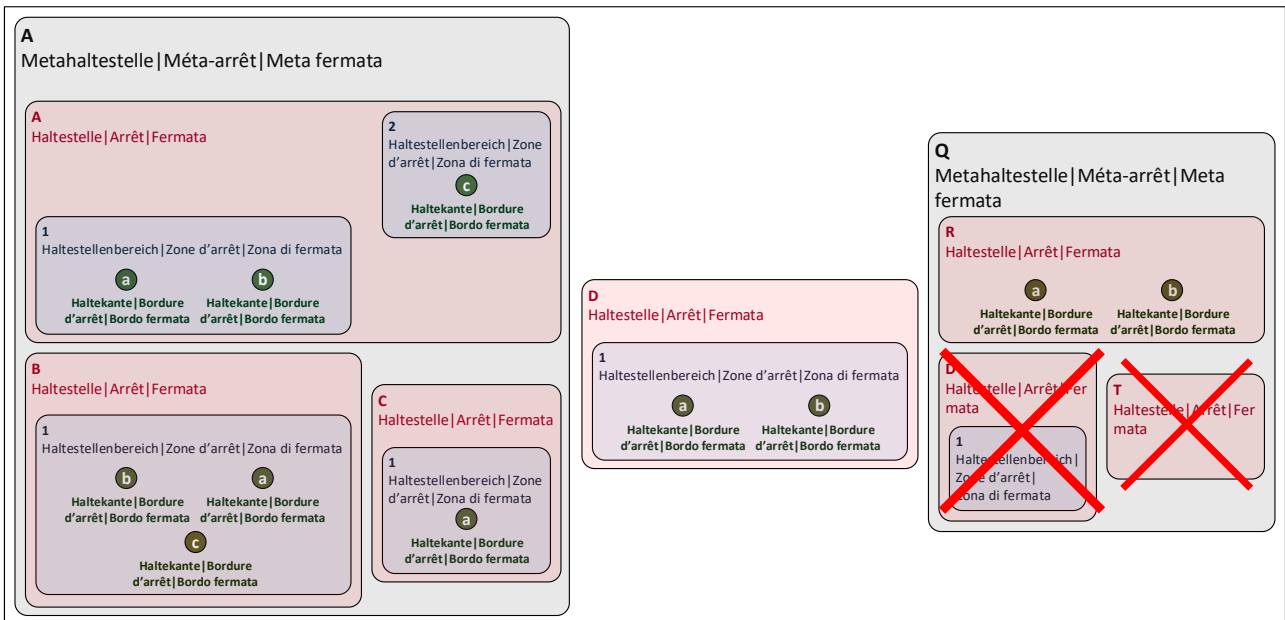 A
Metahaltestelle|Méta-arrêt|Meta fermata
A
Haltestelle|Arrêt|Fermata
2
Haltestellenbereich|Zone
d'arrêt|Zona di fermata
c
Haltekante|Bordure
d'arrêt|Bordo fermata
1
Haltestellenbereich|Zone d'arrêt|Zona di fermata
a
Haltekante|Bordure
d'arrêt|Bordo fermata
b
Haltekante|Bordure
d'arrêt|Bordo fermata
B
Haltestelle|Arrêt|Fermata
1
Haltestellenbereich|Zone d'arrêt|Zona di fermata
b
Haltekante|Bordure
d'arrêt|Bordo fermata
a
Haltekante|Bordure
d'arrêt|Bordo fermata
c
Haltekante|Bordure
d'arrêt|Bordo fermata
C
Haltestelle|Arrêt|Fermata
1
Haltestellenbereich|Zone
d'arrêt|Zona di fermata
a
Haltekante|Bordure
d'arrêt|Bordo fermata
D
Haltestelle|Arrêt|Fermata
1
Haltestellenbereich|Zone d'arrêt|Zona di fermata
a
Haltekante|Bordure
d'arrêt|Bordo fermata
b
Haltekante|Bordure
d'arrêt|Bordo fermata
Q
Metahaltestelle|Méta-arrêt|Meta
fermata
R
Haltestelle|Arrêt|Fermata
a
Haltekante|Bordure
d'arrêt|Bordo fermata
b
Haltekante|Bordure
d'arrêt|Bordo fermata
D
Haltestelle|Arrêt|Fer
mata
1
Haltestellenbereich|
Zone d'arrêt|
Zona di fermata
T
Haltestelle|Arrêt|Fer
mata